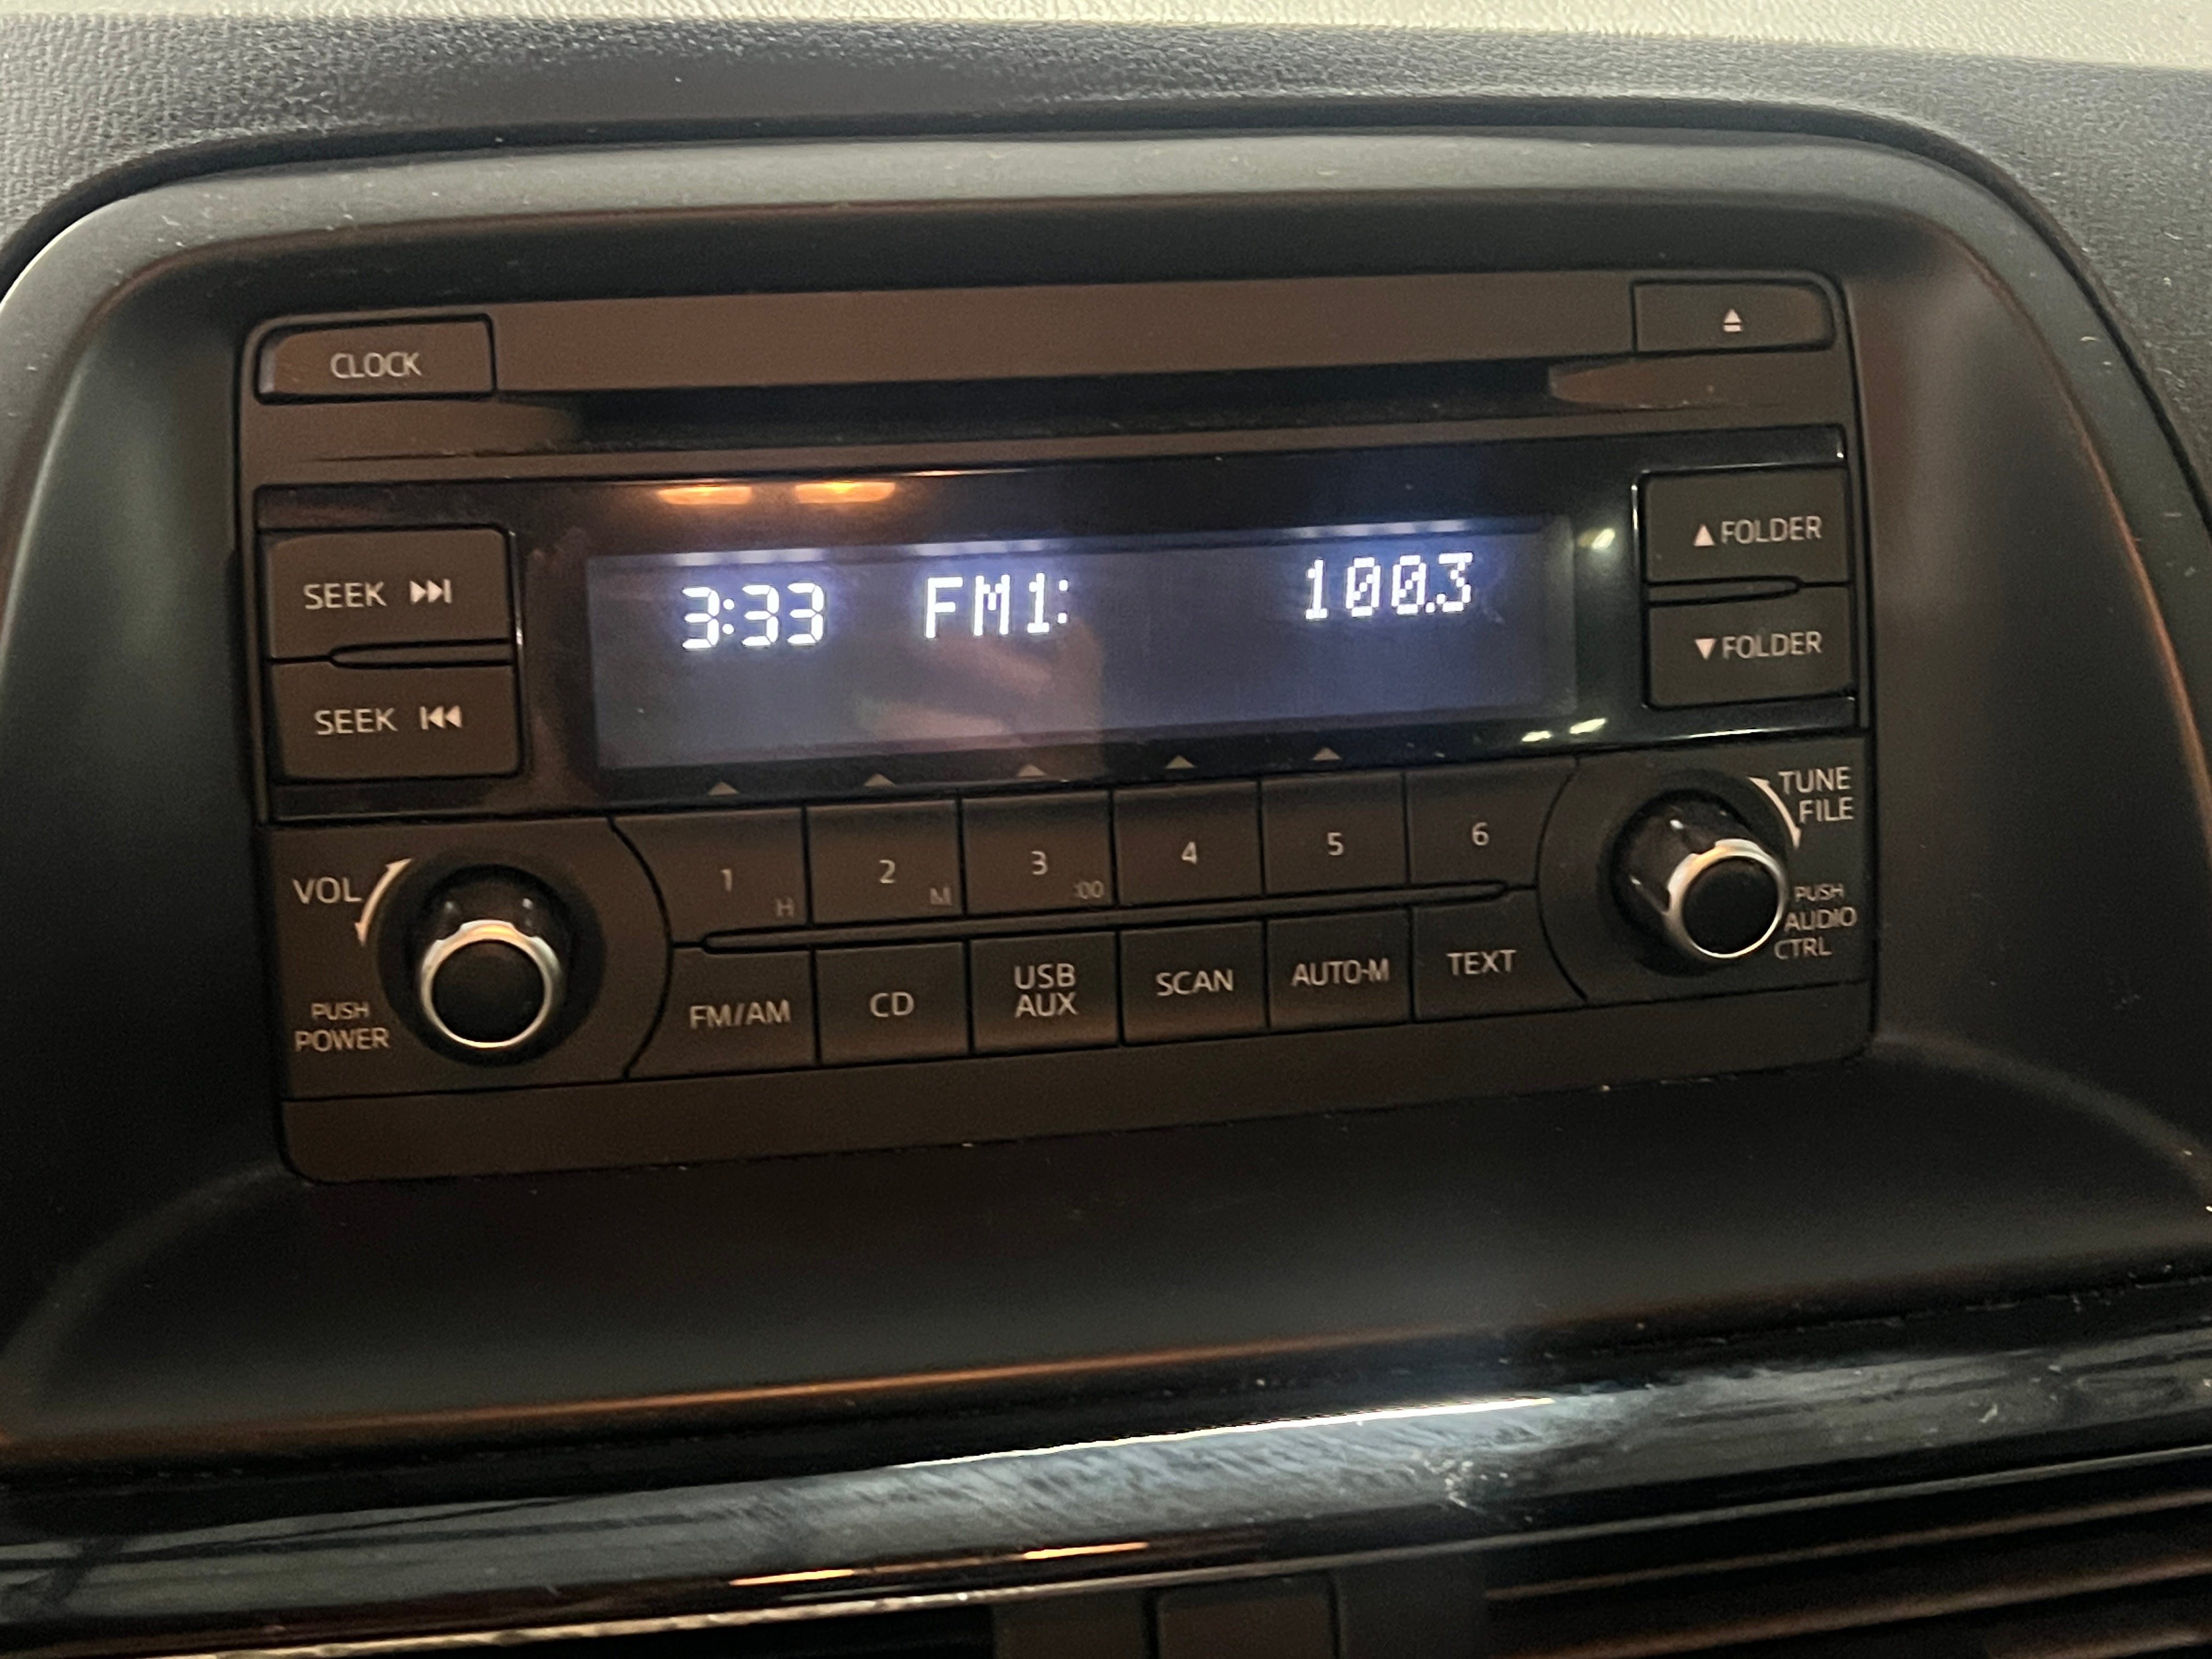 CLOCK
SEEK
SEEK
3:33 FM1: 100.3
▲FOLDER
▼FOLDER
VOL
PUSH
POWER
1 H
2 M
3 :00
4
5
6
FM/AM
CD
USB
AUX
SCAN
AUTO-M
TEXT
TUNE
FILE
PUSH
AUDIO
CTRL